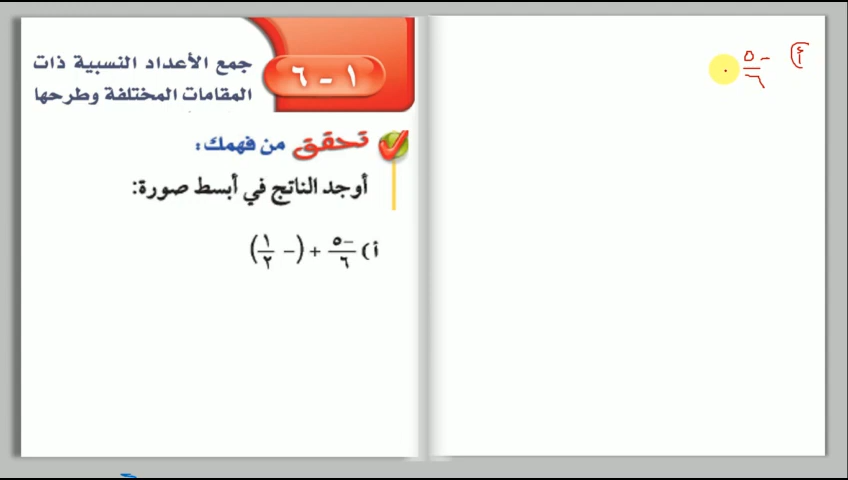 ١ - ٦
جمع الأعداد النسبية ذات
المقامات المختلفة وطرحها
تحقق من فهمك :
أوجد الناتج في أبسط صورة:
أ) -٥/٦ + (- ١/٢)
أ) -٥/٦